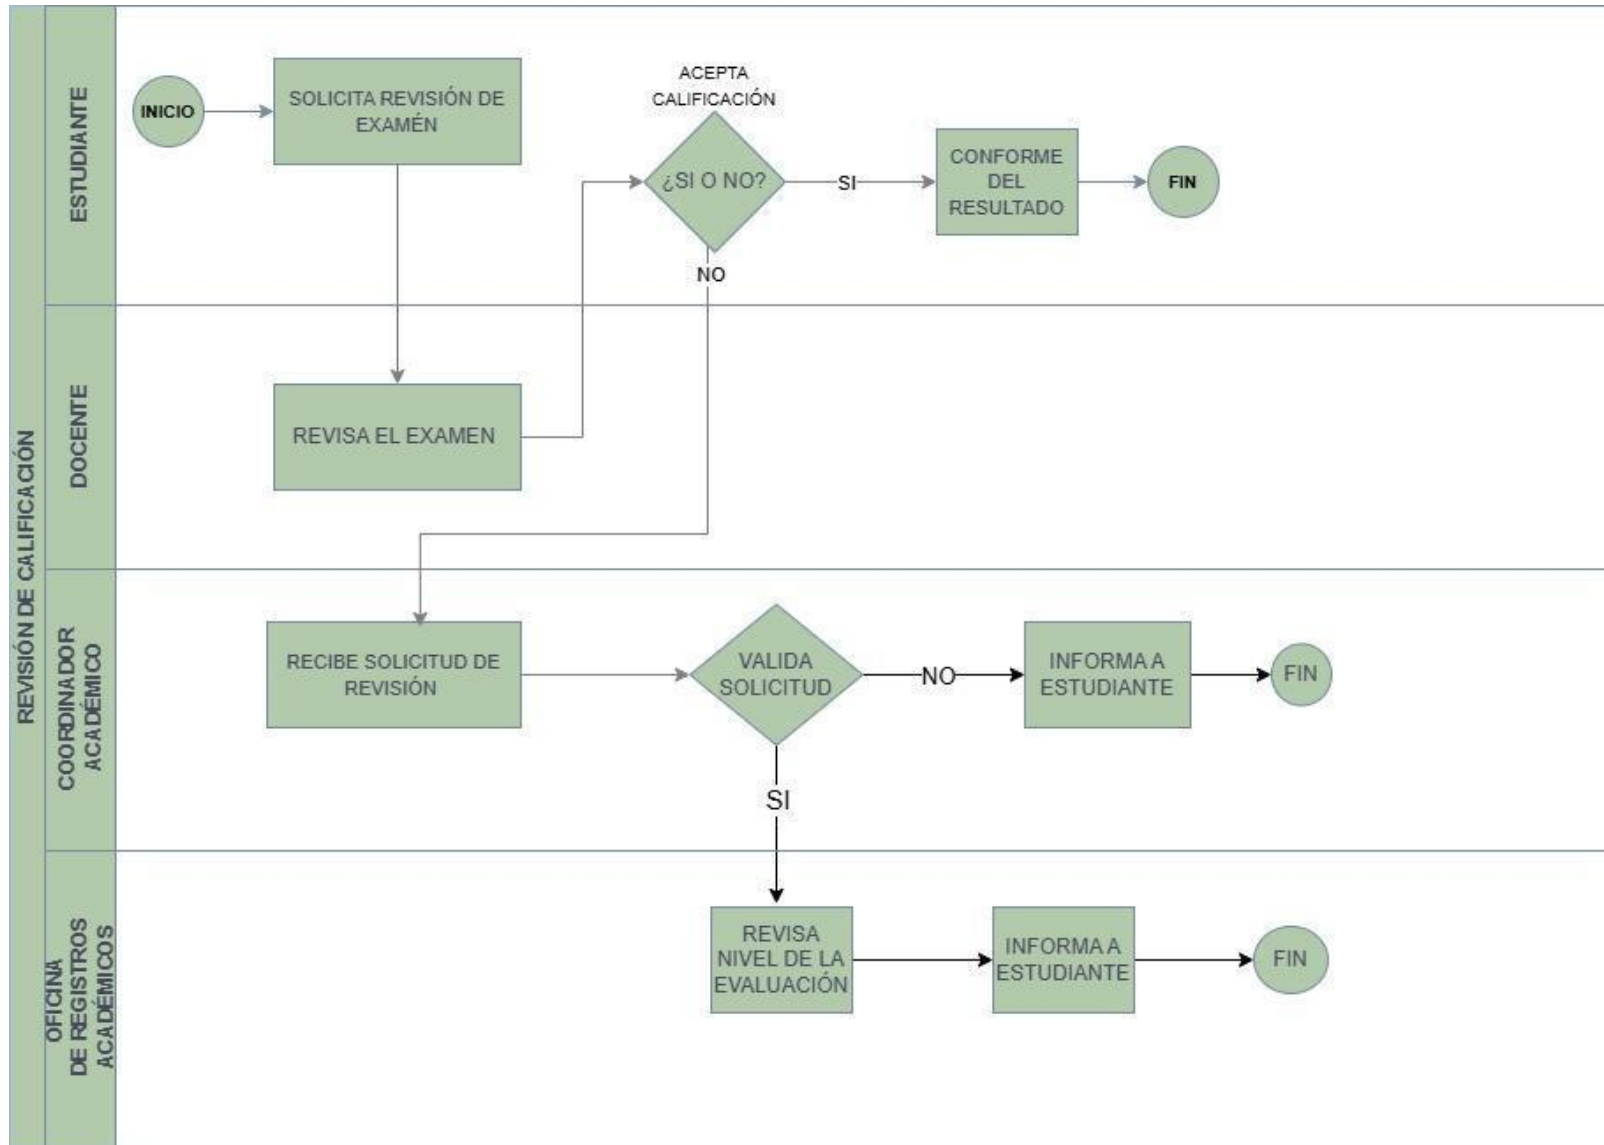 REVISIÓN DE CALIFICACIÓN
ESTUDIANTE
INICIO
SOLICITA REVISIÓN DE
EXAMÉN
ACEPTA
CALIFICACIÓN
¿SI O NO?
SI
CONFORME
DEL
RESULTADO
FIN
NO
DOCENTE
REVISA EL EXAMEN
COORDINADOR
ACADÉMICO
RECIBE SOLICITUD DE
REVISIÓN
VALIDA
SOLICITUD
NO
INFORMA A
ESTUDIANTE
FIN
SI
OFICINA
DE REGISTROS
ACADÉMICOS
REVISA
NIVEL DE LA
EVALUACIÓN
INFORMA A
ESTUDIANTE
FIN